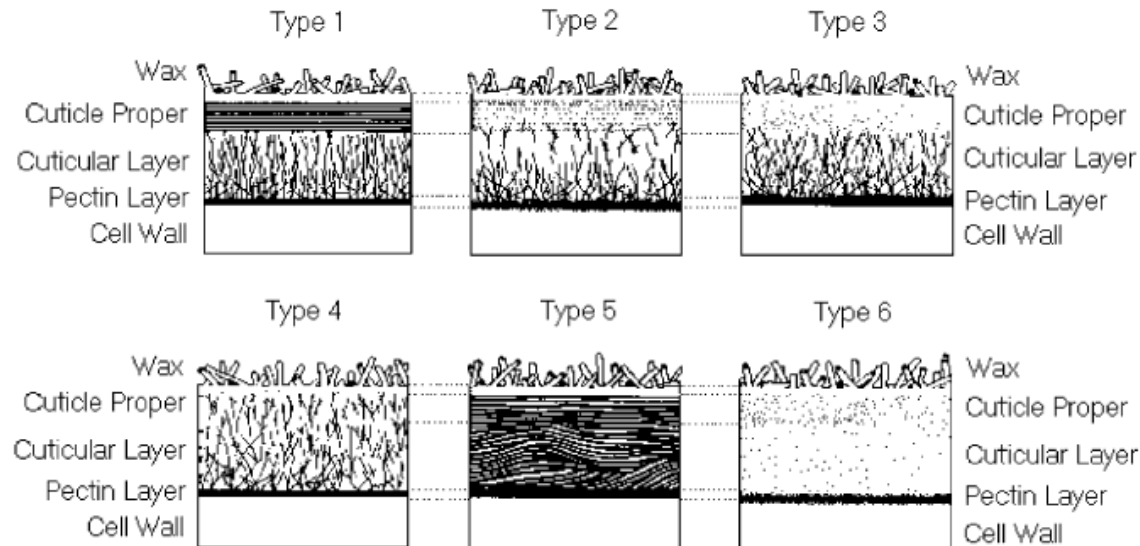 Type 1 Type 2 Type 3
Wax Wax
Cuticle Proper Cuticle Proper
Cuticular Layer Cuticular Layer
Pectin Layer Pectin Layer
Cell Wall Cell Wall
Type 4 Type 5 Type 6
Wax Wax
Cuticle Proper Cuticle Proper
Cuticular Layer Cuticular Layer
Pectin Layer Pectin Layer
Cell Wall Cell Wall